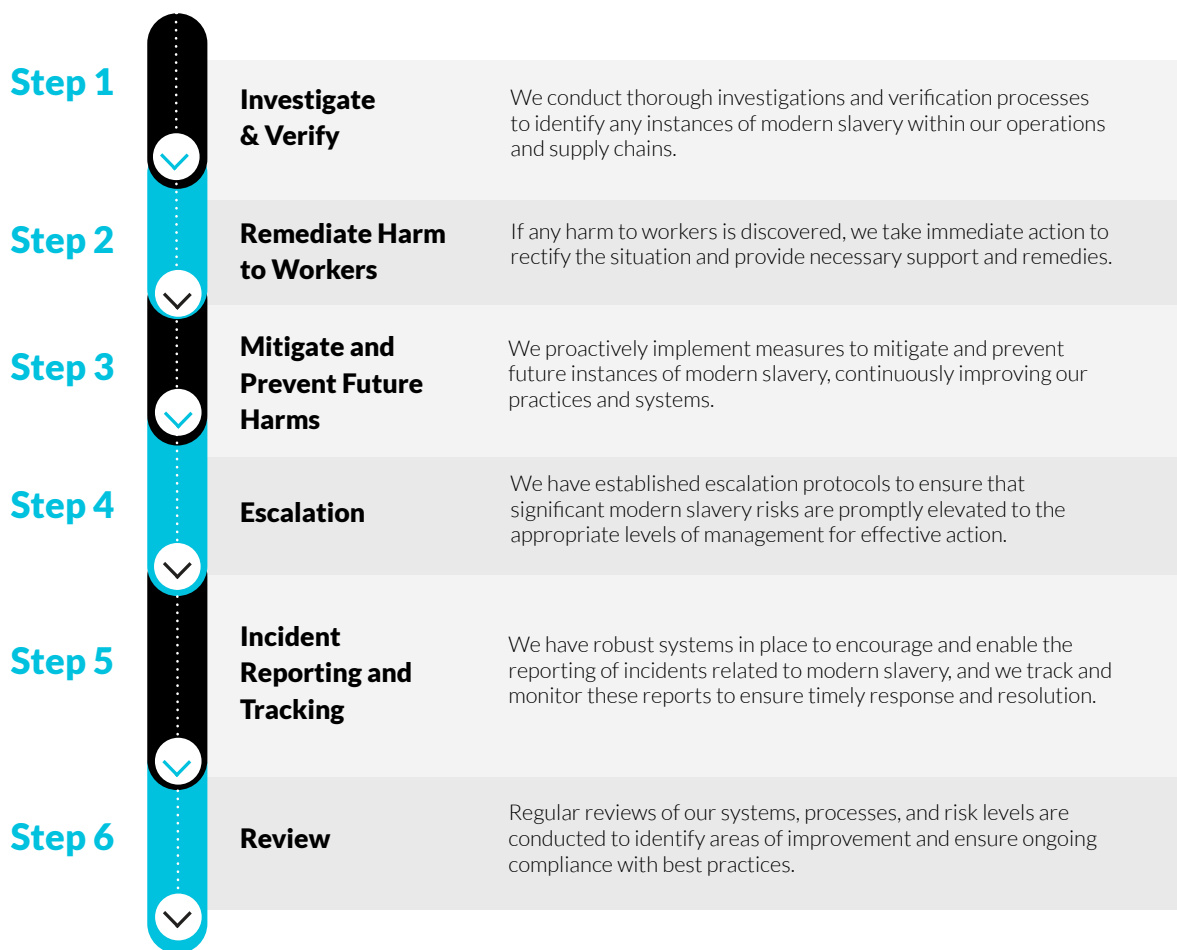 Step 1
Investigate
& Verify
We conduct thorough investigations and verification processes
to identify any instances of modern slavery within our operations
and supply chains.
Step 2
Remediate Harm
to Workers
If any harm to workers is discovered, we take immediate action to
rectify the situation and provide necessary support and remedies.
Step 3
Mitigate and
Prevent Future
Harms
We proactively implement measures to mitigate and prevent
future instances of modern slavery, continuously improving our
practices and systems.
Step 4
Escalation
We have established escalation protocols to ensure that
significant modern slavery risks are promptly elevated to the
appropriate levels of management for effective action.
Step 5
Incident
Reporting and
Tracking
We have robust systems in place to encourage and enable the
reporting of incidents related to modern slavery, and we track and
monitor these reports to ensure timely response and resolution.
Step 6
Review
Regular reviews of our systems, processes, and risk levels are
conducted to identify areas of improvement and ensure ongoing
compliance with best practices.